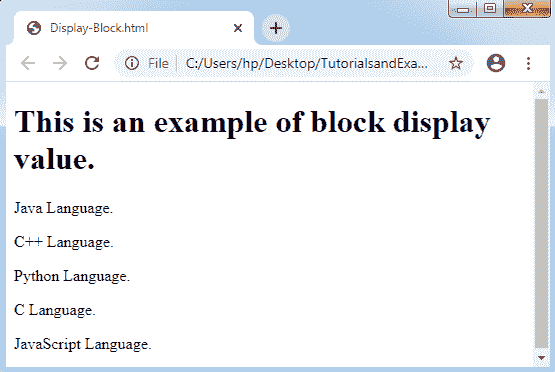 Display-Block.html
File
C:/Users/hp/Desktop/TutorialsandExa...
This is an example of block display
value.
Java Language.
C++ Language.
Python Language.
C Language.
JavaScript Language.